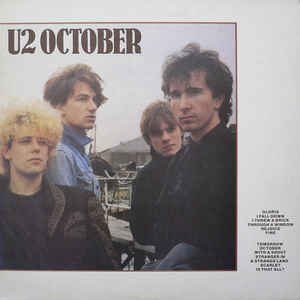 U2 OCTOBER
GLORIA
I FALL DOWN
I THREW A BRICK
THROUGH A WINDOW
REJOICE
FIRE
TOMORROW
OCTOBER
WITH A SHOUT
STRANGER IN
A STRANGE LAND
SCARLET
IS THAT ALL?